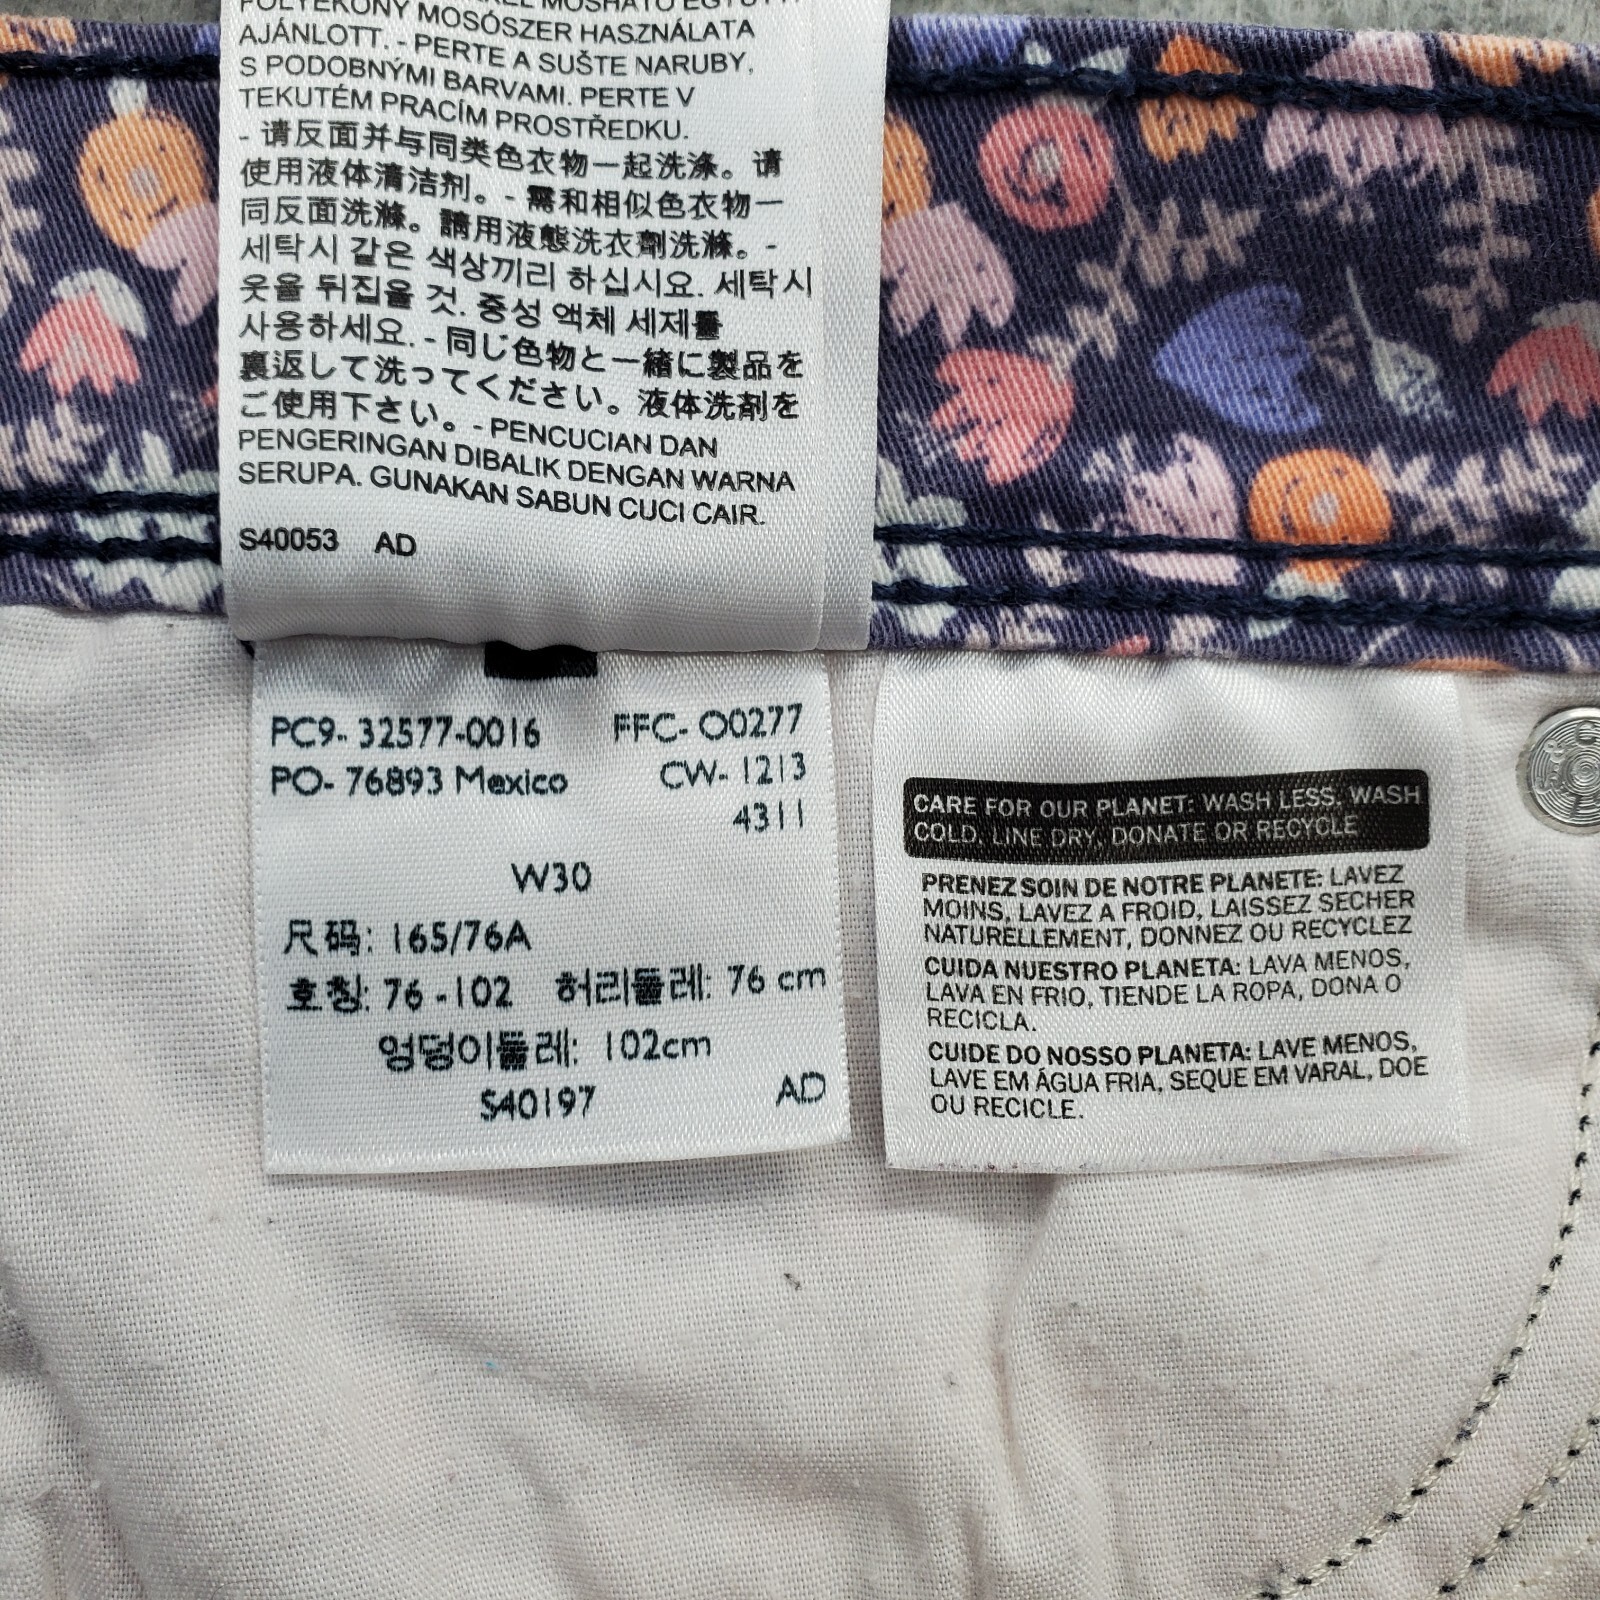 MOSHATÓ
FOLYÉKONY MOSÓSZER HASZNÁLATA
AJÁNLOTT. - PERTE A SUŠTE NARUBY,
S PODOBNÝMI BARVAMI. PERTE V
TEKUTÉM PRACÍM PROSTŘEDKU.
- 请反面并与同类色衣物一起洗涤。请
使用液体清洁剂。- 需和相似色衣物一
同反面洗滌。請用液態洗衣劑洗滌。-
세탁시 같은 색상끼리 하십시요. 세탁시
옷을 뒤집을 것. 중성 액체 세제를
사용하세요. - 同じ色物と一緒に製品を
裏返して洗ってください。液体洗剤を
ご使用下さい。- PENCUCIAN DAN
PENGERINGAN DIBALIK DENGAN WARNA
SERUPA. GUNAKAN SABUN CUCI CAIR.
S40053 AD
PC9- 32577-0016 FFC- O0277
PO- 76893 Mexico CW- 1213
4311
W30
尺码: 165/76A
호칭: 76 -102 허리둘레: 76 cm
엉덩이둘레: 102cm
S40197 AD
CARE FOR OUR PLANET: WASH LESS, WASH
COLD, LINE DRY, DONATE OR RECYCLE
PRENEZ SOIN DE NOTRE PLANETE: LAVEZ
MOINS, LAVEZ A FROID, LAISSEZ SECHER
NATURELLEMENT, DONNEZ OU RECYCLEZ
CUIDA NUESTRO PLANETA: LAVA MENOS,
LAVA EN FRIO, TIENDE LA ROPA, DONA O
RECICLA.
CUIDE DO NOSSO PLANETA: LAVE MENOS,
LAVE EM ÁGUA FRIA, SEQUE EM VARAL, DOE
OU RECICLE.